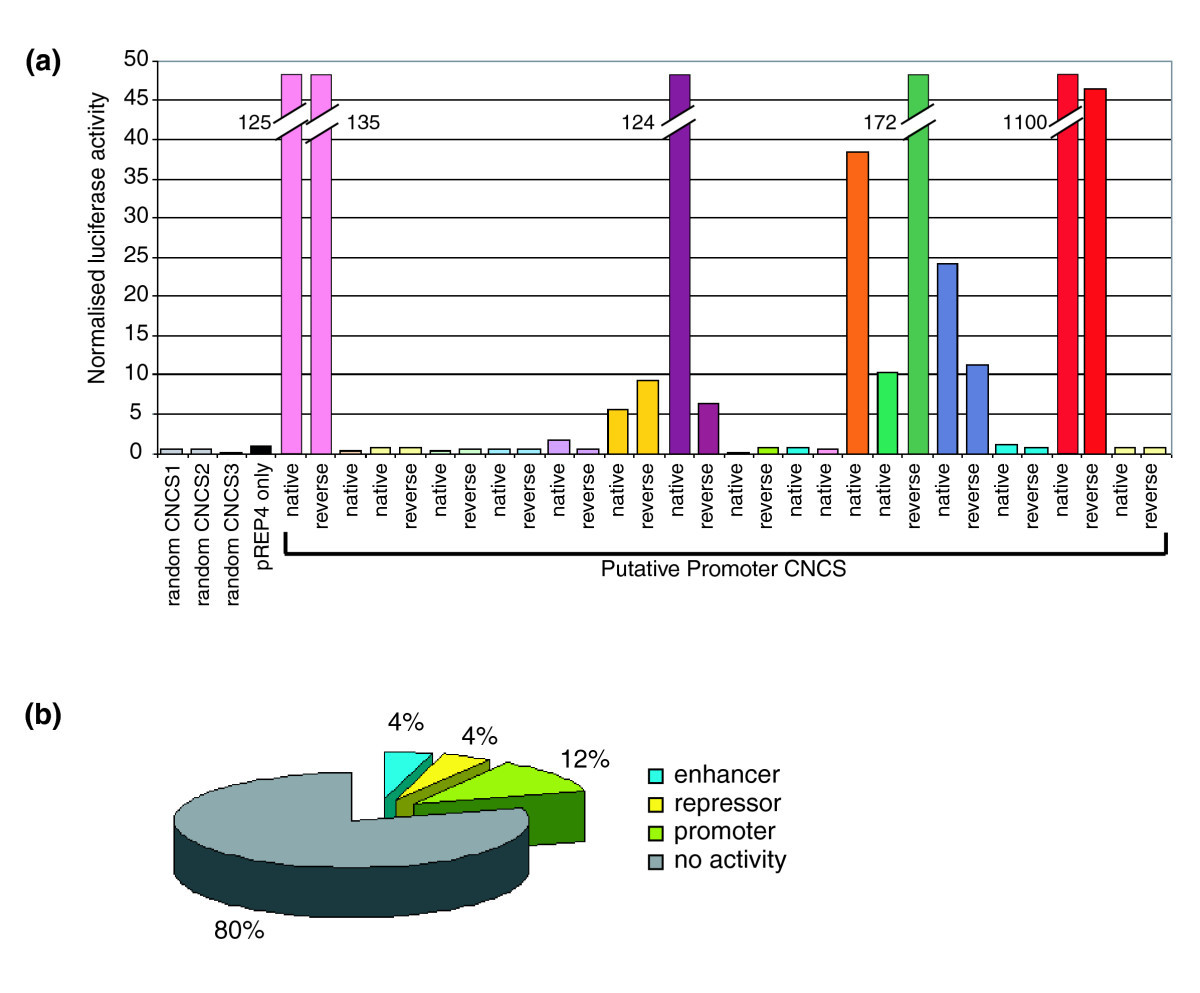 (a)
Normalised luciferase activity
50
45
40
35
30
25
20
15
10
5
0
125
135
124
172
1100
random CNCS1
random CNCS2
random CNCS3
pREP4 only
native
reverse
native
native
reverse
native
reverse
native
reverse
native
reverse
native
reverse
native
reverse
native
reverse
native
reverse
native
native
reverse
native
reverse
native
reverse
native
reverse
native
reverse
Putative Promoter CNCS
(b)
4%
4%
12%
80%
enhancer
repressor
promoter
no activity